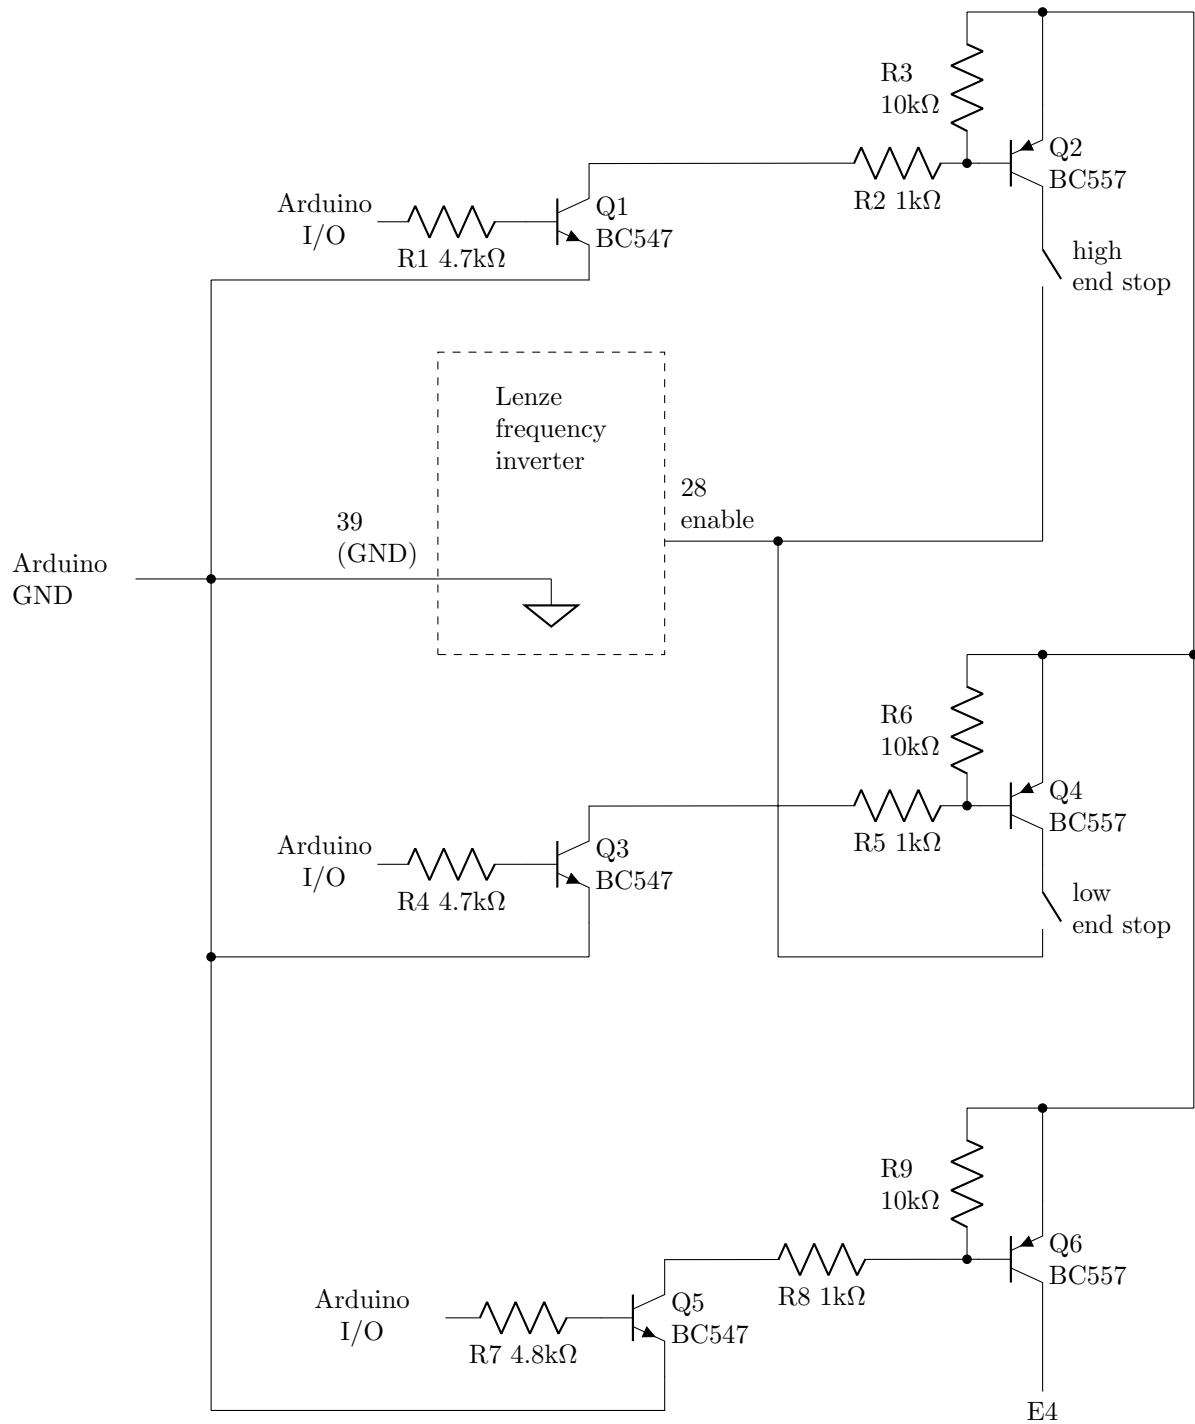 R3
10kΩ
Q2
BC557
R2 1kΩ
Arduino
I/O
Q1
BC547
R1 4.7kΩ
high
end stop
Lenze
frequency
inverter
28
enable
39
(GND)
Arduino
GND
R6
10kΩ
Q4
BC557
R5 1kΩ
Arduino
I/O
Q3
BC547
R4 4.7kΩ
low
end stop
R9
10kΩ
Q6
BC557
R8 1kΩ
Arduino
I/O
Q5
BC547
R7 4.8kΩ
E4